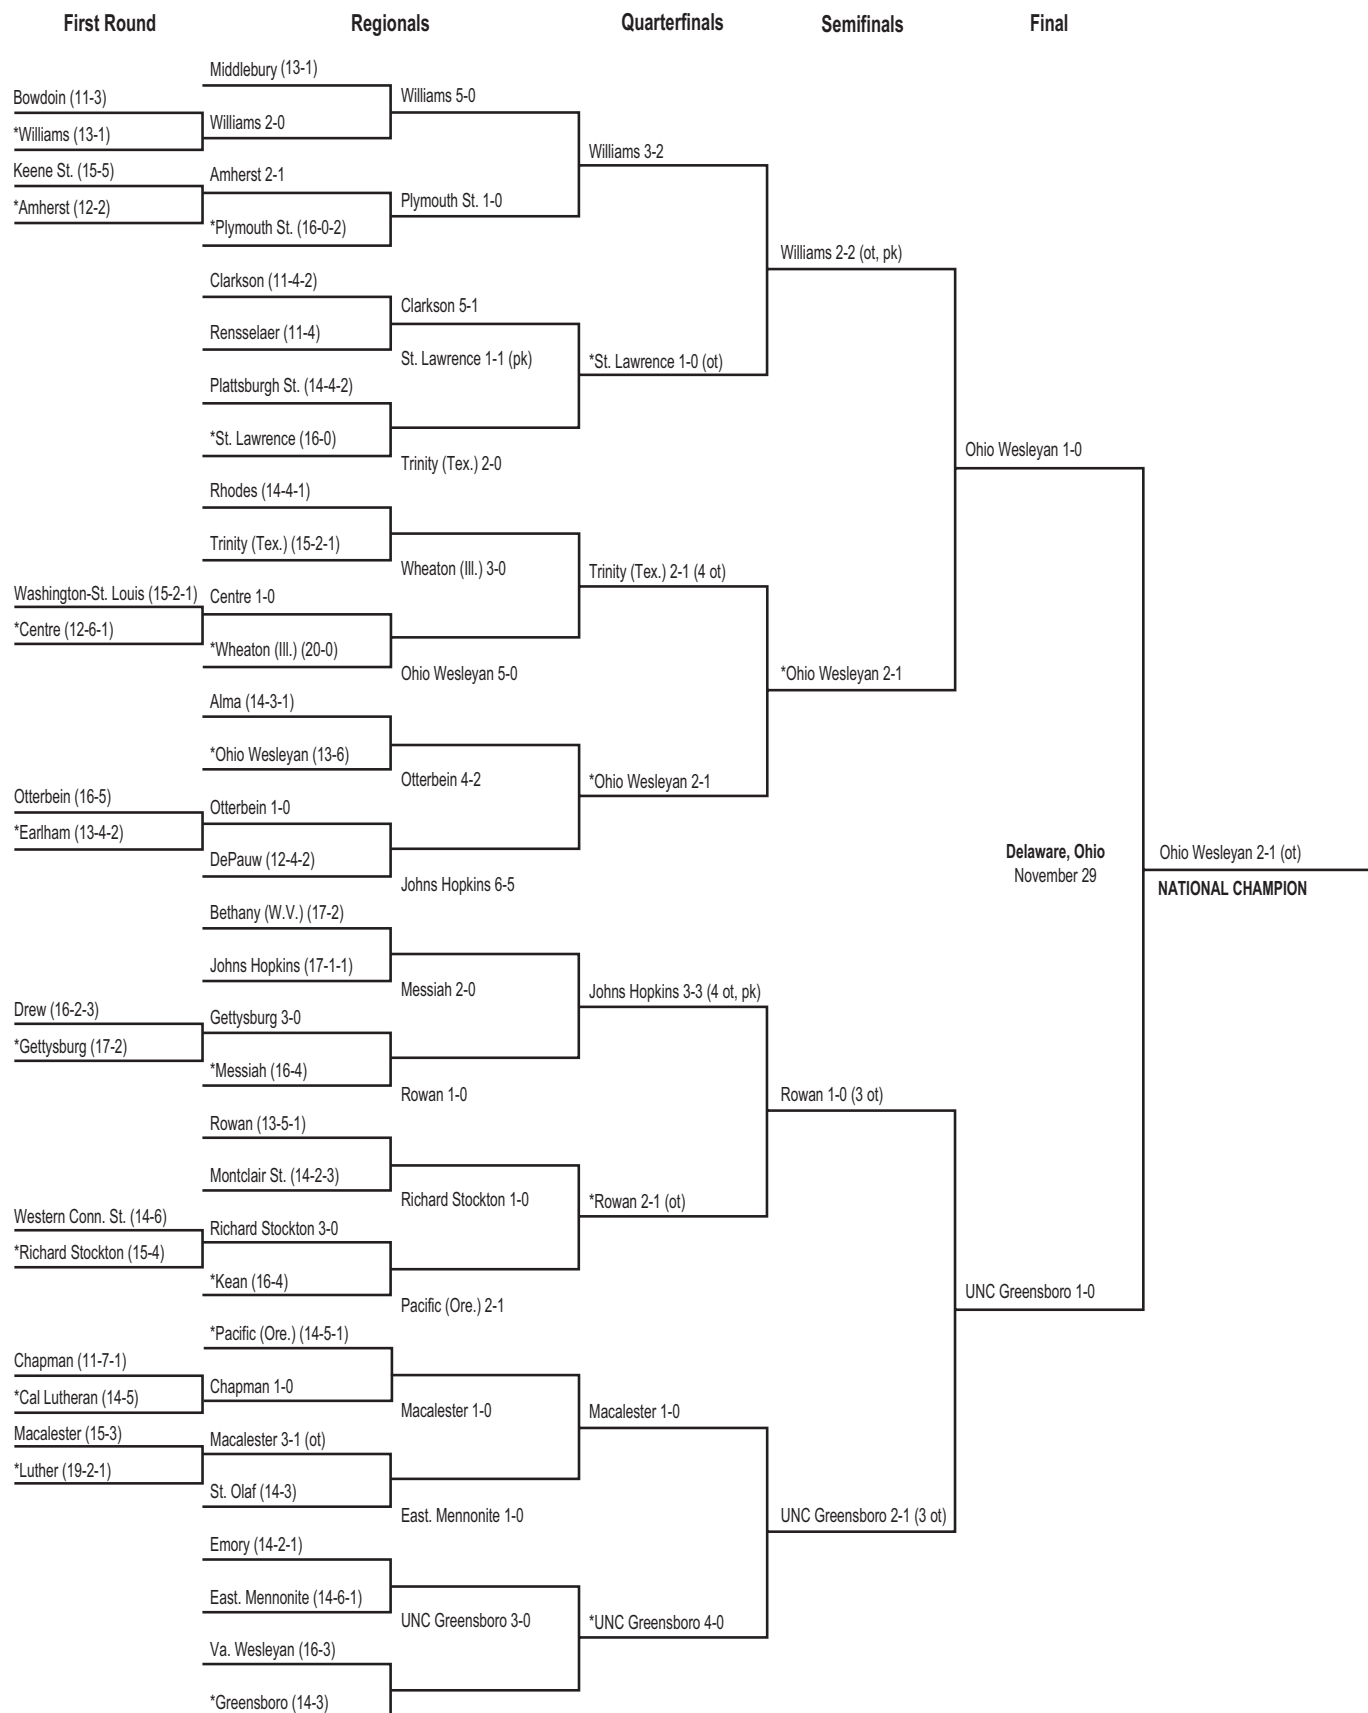 First Round
Regionals
Quarterfinals
Semifinals
Final
Bowdoin (11-3)
*Williams (13-1)
Keene St. (15-5)
*Amherst (12-2)
Washington-St. Louis (15-2-1)
*Centre (12-6-1)
Otterbein (16-5)
*Earlham (13-4-2)
Drew (16-2-3)
*Gettysburg (17-2)
Western Conn. St. (14-6)
*Richard Stockton (15-4)
Chapman (11-7-1)
*Cal Lutheran (14-5)
Macalester (15-3)
*Luther (19-2-1)
Middlebury (13-1)
Williams 2-0
Amherst 2-1
*Plymouth St. (16-0-2)
Clarkson (11-4-2)
Rensselaer (11-4)
Plattsburgh St. (14-4-2)
*St. Lawrence (16-0)
Rhodes (14-4-1)
Trinity (Tex.) (15-2-1)
Centre 1-0
*Wheaton (Ill.) (20-0)
Alma (14-3-1)
*Ohio Wesleyan (13-6)
Otterbein 1-0
DePauw (12-4-2)
Bethany (W.V.) (17-2)
Johns Hopkins (17-1-1)
Gettysburg 3-0
*Messiah (16-4)
Rowan (13-5-1)
Montclair St. (14-2-3)
Richard Stockton 3-0
*Kean (16-4)
*Pacific (Ore.) (14-5-1)
Chapman 1-0
Macalester 3-1 (ot)
St. Olaf (14-3)
Emory (14-2-1)
East. Mennonite (14-6-1)
Va. Wesleyan (16-3)
*Greensboro (14-3)
Williams 5-0
Plymouth St. 1-0
Clarkson 5-1
St. Lawrence 1-1 (pk)
Trinity (Tex.) 2-0
Wheaton (Ill.) 3-0
Ohio Wesleyan 5-0
Otterbein 4-2
Johns Hopkins 6-5
Messiah 2-0
Rowan 1-0
Richard Stockton 1-0
Pacific (Ore.) 2-1
Macalester 1-0
East. Mennonite 1-0
UNC Greensboro 3-0
Williams 3-2
*St. Lawrence 1-0 (ot)
Trinity (Tex.) 2-1 (4 ot)
*Ohio Wesleyan 2-1
Johns Hopkins 3-3 (4 ot, pk)
*Rowan 2-1 (ot)
Macalester 1-0
*UNC Greensboro 4-0
Williams 2-2 (ot, pk)
*Ohio Wesleyan 2-1
Rowan 1-0 (3 ot)
UNC Greensboro 2-1 (3 ot)
Ohio Wesleyan 1-0
UNC Greensboro 1-0
Delaware, Ohio
November 29
Ohio Wesleyan 2-1 (ot)
NATIONAL CHAMPION